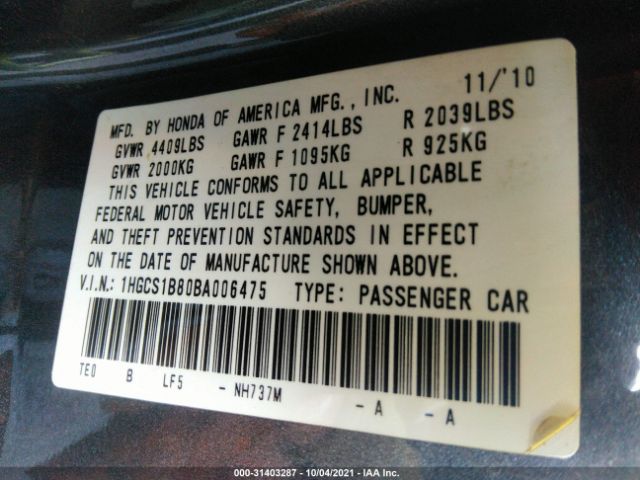 11/'10
MFD. BY HONDA OF AMERICA MFG., INC.
GVWR 4409LBS GAWR F 2414LBS R 2039LBS
GVWR 2000KG GAWR F 1095KG R 925KG
THIS VEHICLE CONFORMS TO ALL APPLICABLE
FEDERAL MOTOR VEHICLE SAFETY, BUMPER,
AND THEFT PREVENTION STANDARDS IN EFFECT
ON THE DATE OF MANUFACTURE SHOWN ABOVE.
V.I.N.: 1HGCS1B80BA006475 TYPE: PASSENGER CAR
TE0 B LF5 - NH737M - A - A
000-31403287 - 10/04/2021 - IAA Inc.